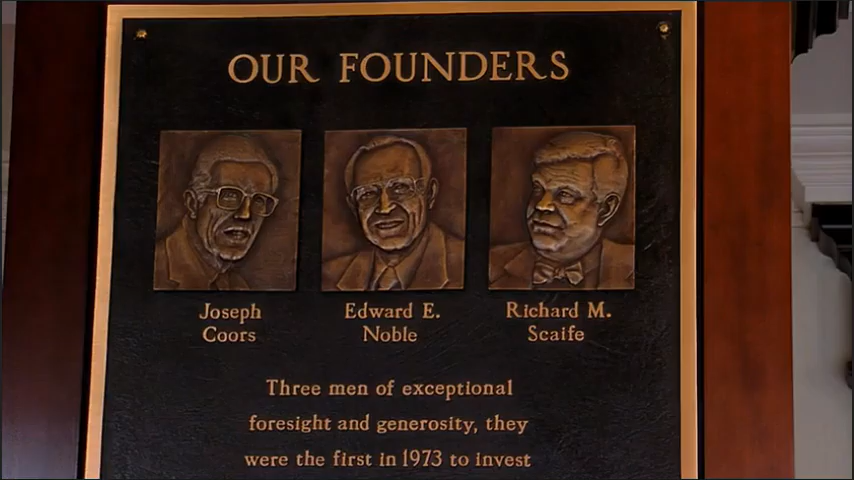 OUR FOUNDERS
Joseph
Coors
Edward E.
Noble
Richard M.
Scaife
Three men of exceptional
foresight and generosity, they
were the first in 1973 to invest